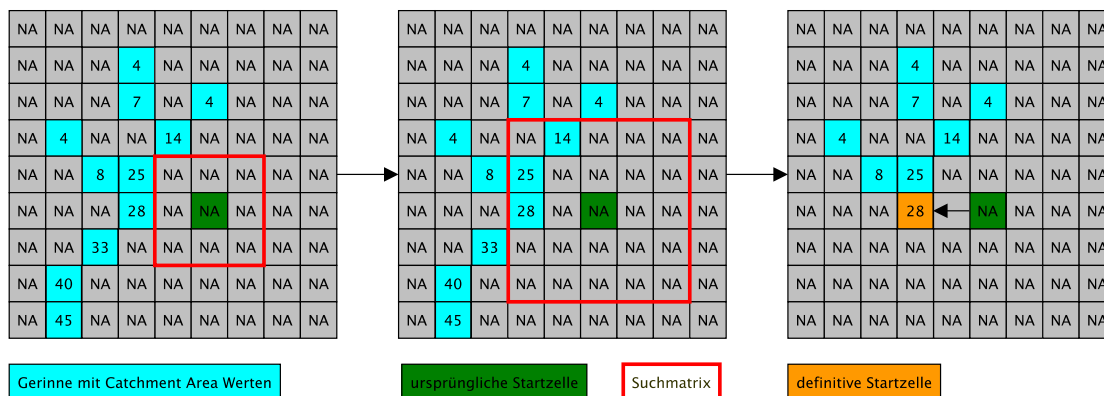 NA NA NA NA NA NA NA NA NA
NA NA NA 4 NA NA NA NA NA
NA NA NA 7 NA 4 NA NA NA
NA 4 NA NA 14 NA NA NA NA
NA NA 8 25 NA NA NA NA NA
NA NA NA 28 NA NA NA NA NA
NA NA 33 NA NA NA NA NA NA
NA 40 NA NA NA NA NA NA NA
NA 45 NA NA NA NA NA NA NA
NA NA NA NA NA NA NA NA NA
NA NA NA 4 NA NA NA NA NA
NA NA NA 7 NA 4 NA NA NA
NA 4 NA NA 14 NA NA NA NA
NA NA 8 25 NA NA NA NA NA
NA NA NA 28 NA NA NA NA NA
NA NA 33 NA NA NA NA NA NA
NA 40 NA NA NA NA NA NA NA
NA 45 NA NA NA NA NA NA NA
NA NA NA NA NA NA NA NA NA
NA NA NA 4 NA NA NA NA NA
NA NA NA 7 NA 4 NA NA NA
NA 4 NA NA 14 NA NA NA NA
NA NA 8 25 NA NA NA NA NA
NA NA NA 28 NA NA NA NA
NA NA NA NA NA NA NA NA NA
NA NA NA NA NA NA NA NA NA
NA NA NA NA NA NA NA NA NA
Gerinne mit Catchment Area Werten
ursprüngliche Startzelle
Suchmatrix
definitive Startzelle